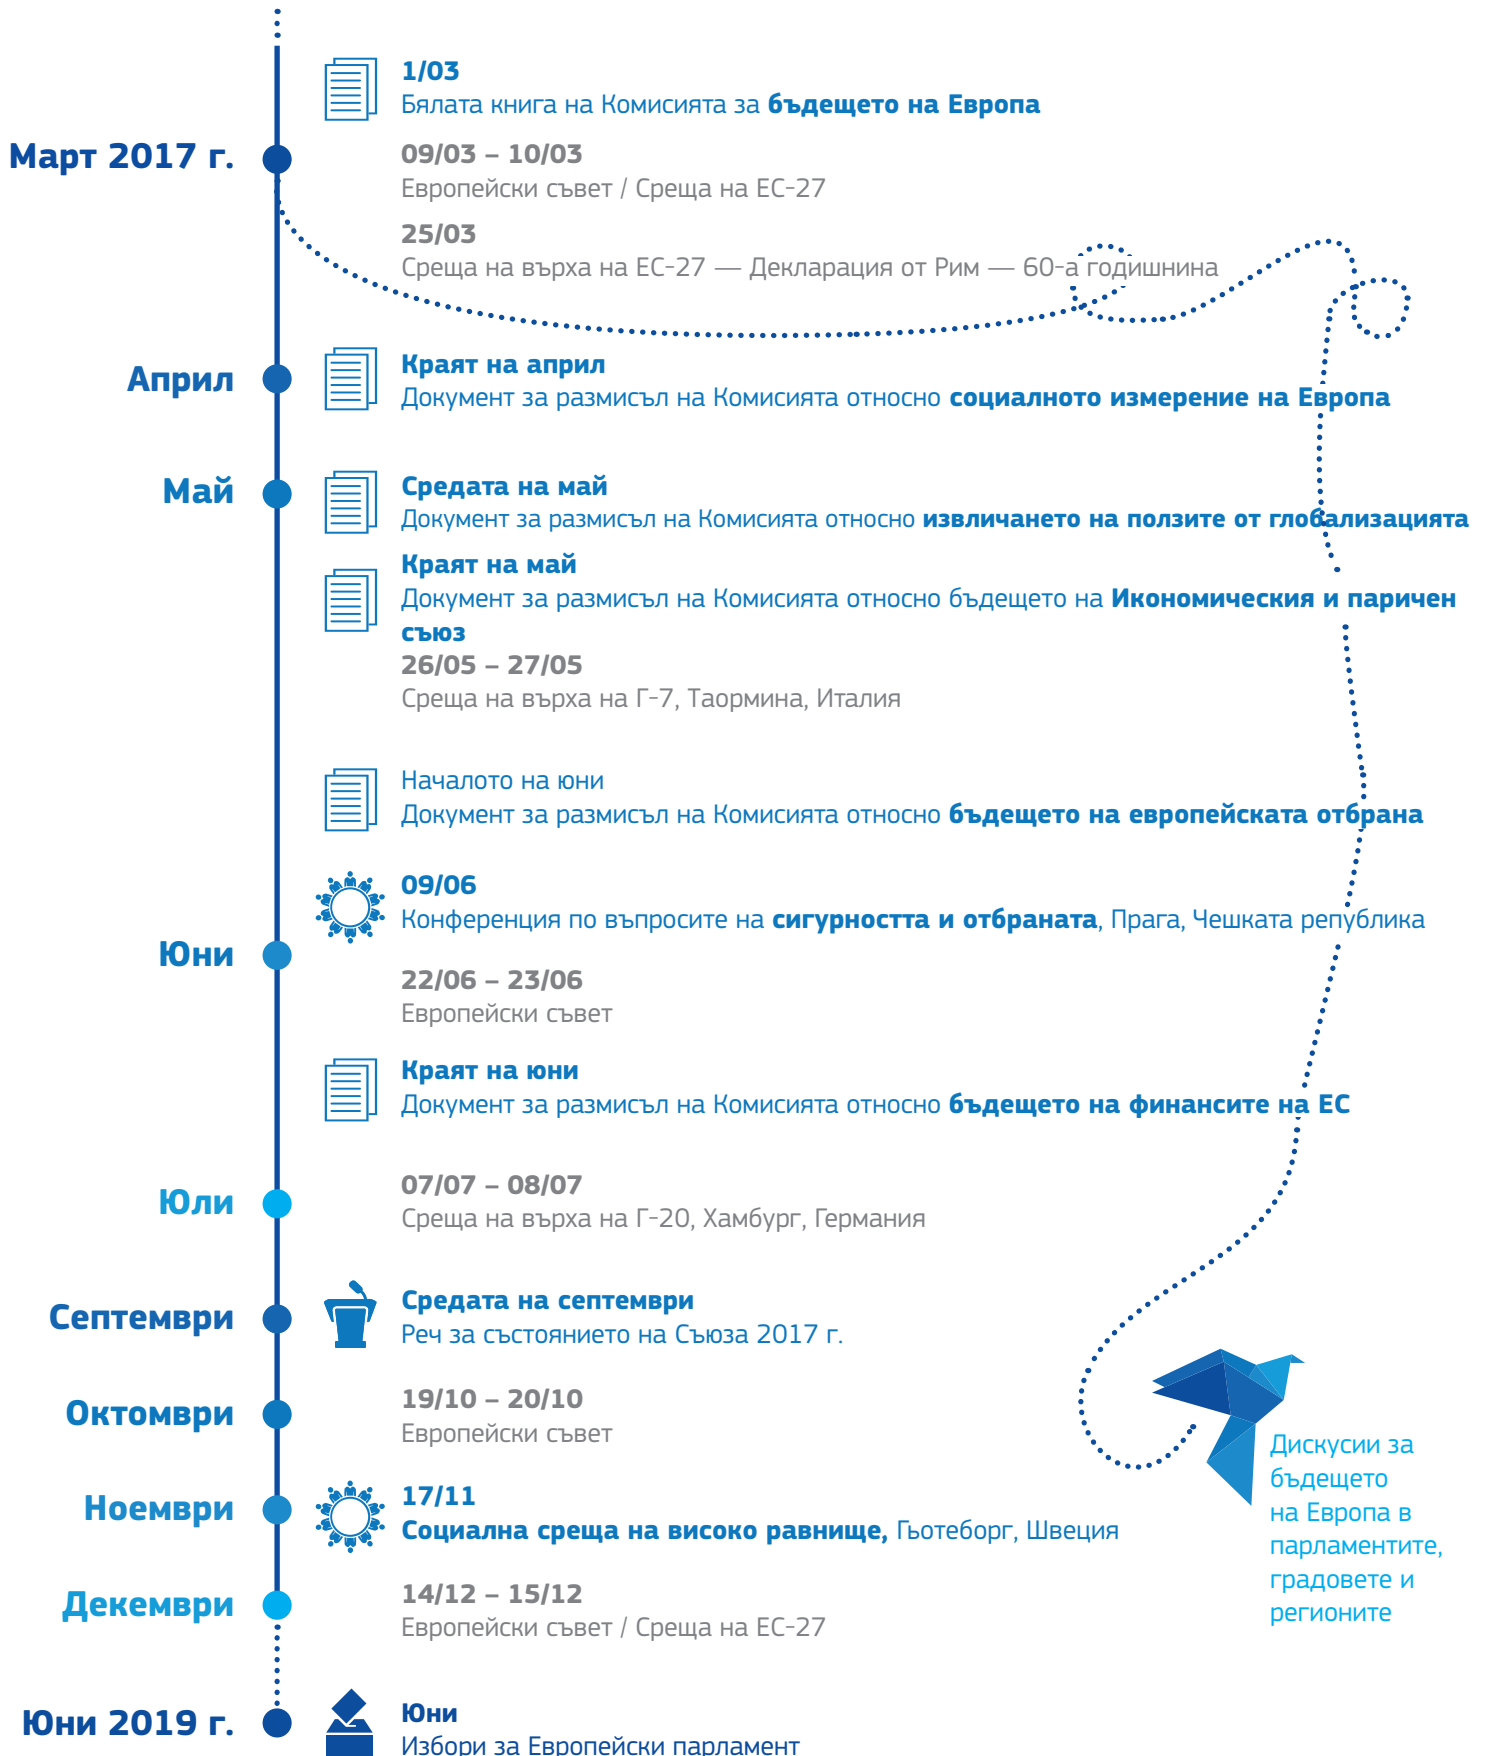 1/03
Бялата книга на Комисията за бъдещето на Европа
Март 2017 г.
09/03 – 10/03
Европейски съвет / Среща на ЕС-27
25/03
Среща на върха на ЕС-27 — Декларация от Рим — 60-а годишнина
Април
Краят на април
Документ за размисъл на Комисията относно социалното измерение на Европа
Май
Средата на май
Документ за размисъл на Комисията относно извличането на ползите от глобализацията
Краят на май
Документ за размисъл на Комисията относно бъдещето на Икономическия и паричен
съюз
26/05 – 27/05
Среща на върха на Г-7, Таормина, Италия
Началото на юни
Документ за размисъл на Комисията относно бъдещето на европейската отбрана
09/06
Конференция по въпросите на сигурността и отбраната, Прага, Чешката република
Юни
22/06 – 23/06
Европейски съвет
Краят на юни
Документ за размисъл на Комисията относно бъдещето на финансите на ЕС
Юли
07/07 – 08/07
Среща на върха на Г-20, Хамбург, Германия
Септември
Средата на септември
Реч за състоянието на Съюза 2017 г.
Октомври
19/10 – 20/10
Европейски съвет
Ноември
17/11
Социална среща на високо равнище, Гьотеборг, Швеция
Декември
14/12 – 15/12
Европейски съвет / Среща на ЕС-27
Дискусии за
бъдещето
на Европа в
парламентите,
градовете и
регионите
Юни 2019 г.
Юни
Избори за Европейски парламент